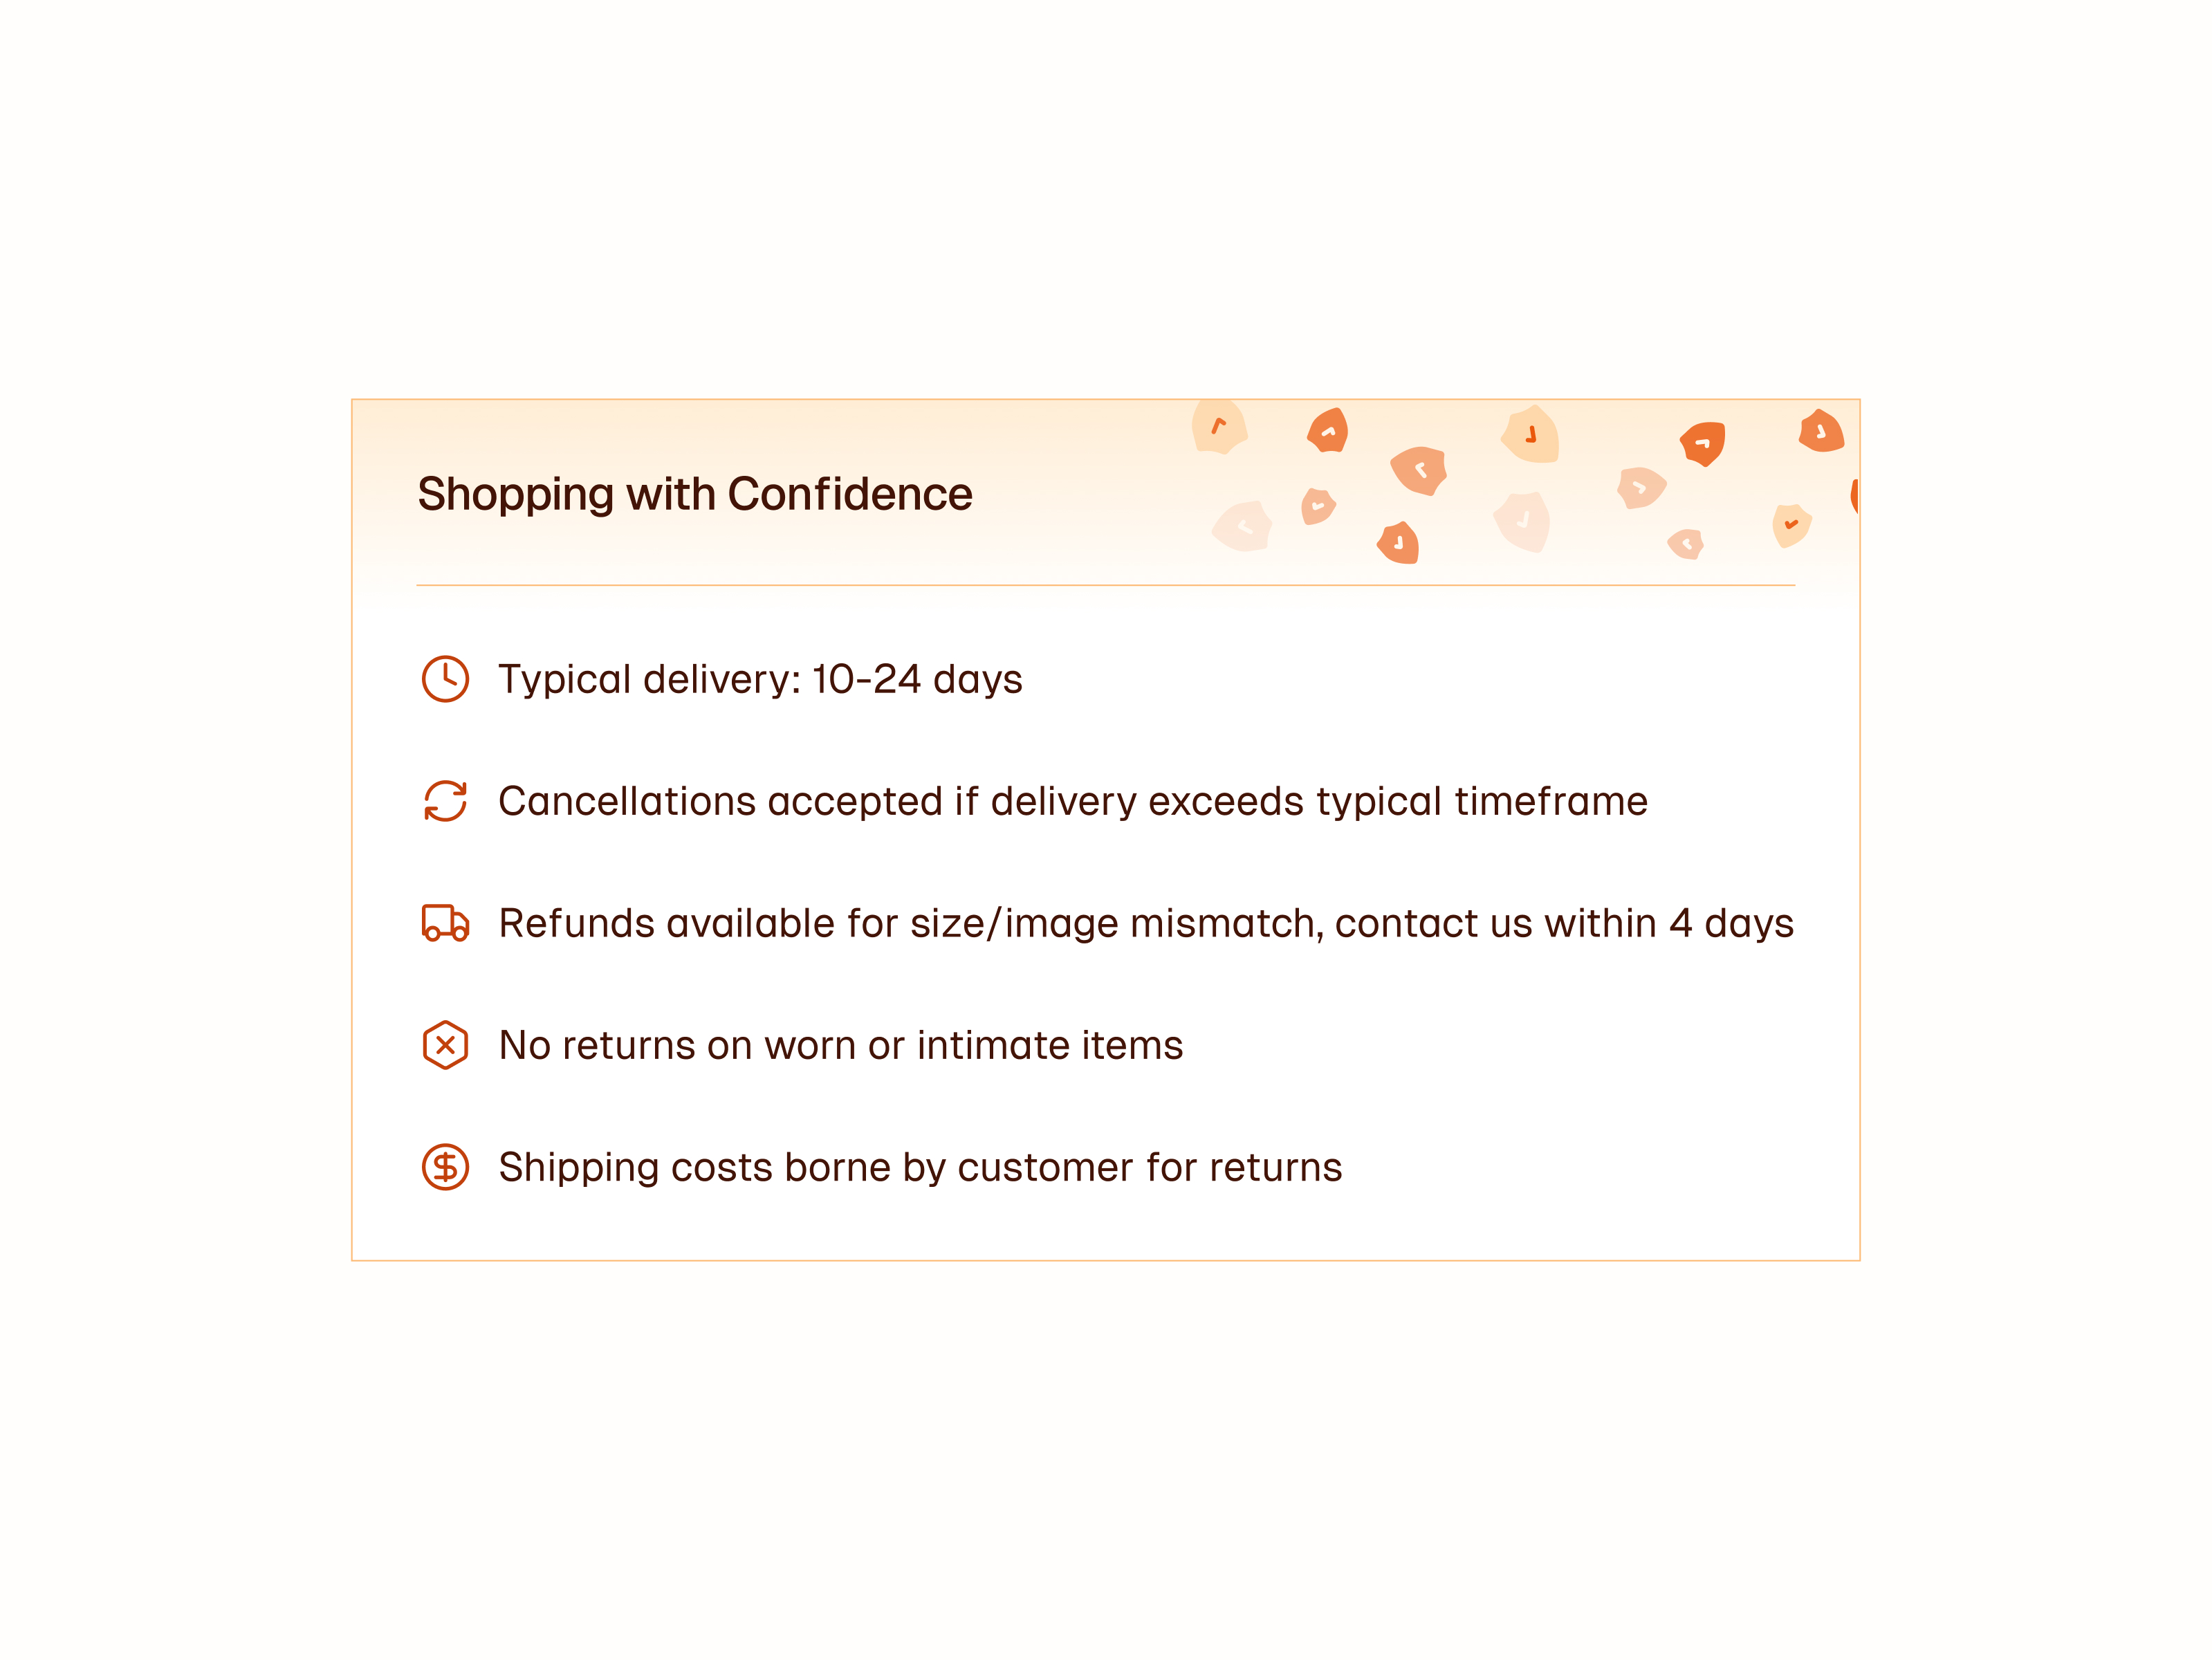 Shopping with Confidence
Typical delivery: 10-24 days
Cancellations accepted if delivery exceeds typical timeframe
Refunds available for size/image mismatch, contact us within 4 days
No returns on worn or intimate items
Shipping costs borne by customer for returns